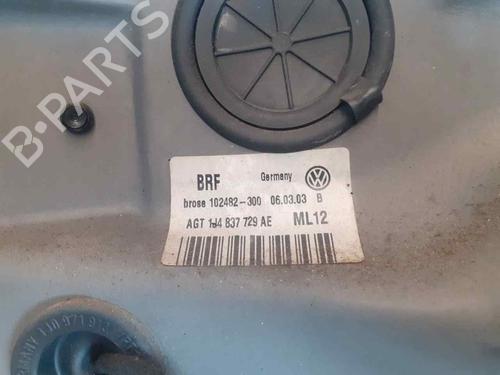 B-PARTS
BRF Germany
brose 102482-300 06.03.03 B
AGT 1J4 837 729 AE ML12